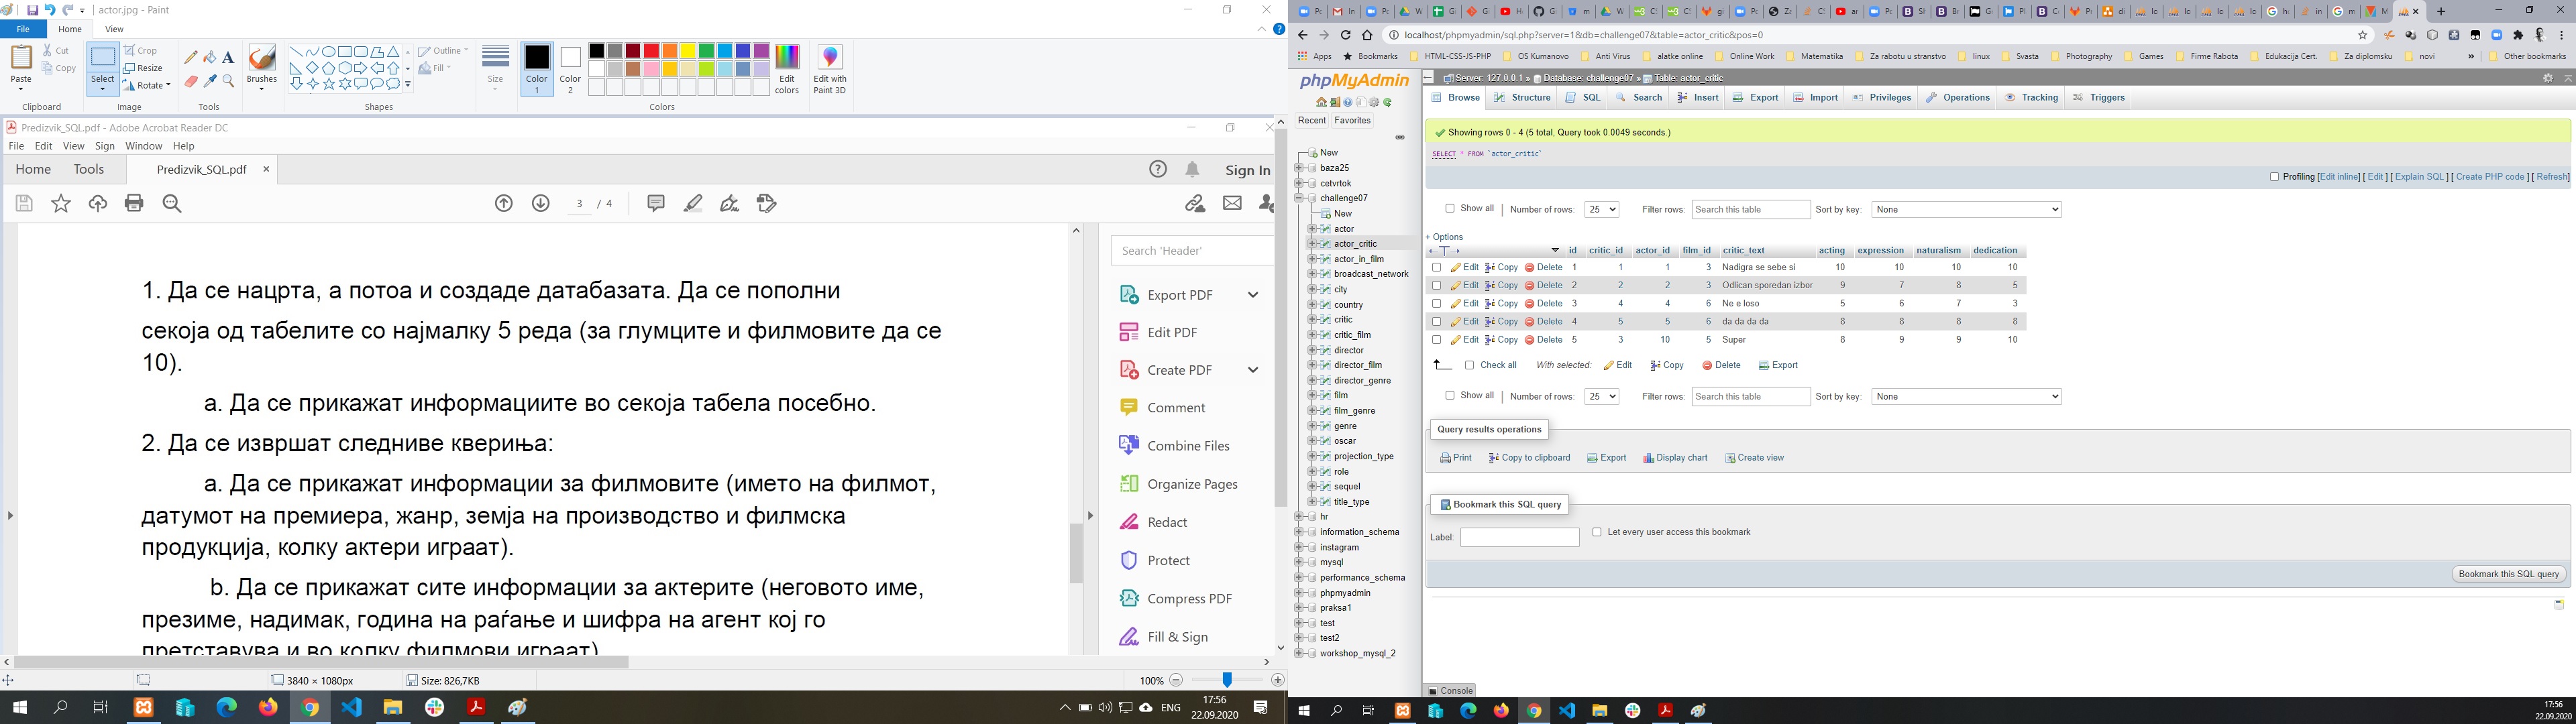 actor.jpg - Paint
File Home View
Cut
Copy
Paste
Clipboard
Crop
Resize
Rotate
Select
Image
Tools
Brushes
Shapes
Outline
Fill
Size
Color 1
Color 2
Colors
Edit colors
Edit with Paint 3D
Predizvik_SQL.pdf - Adobe Acrobat Reader DC
File Edit View Sign Window Help
Home Tools Predizvik_SQL.pdf × Sign In
3 / 4
1. Да се нацрта, а потоа и создаде датабазата. Да се пополни
секоја од табелите со најмалку 5 реда (за глумците и филмовите да се
10).
a. Да се прикажат информациите во секоја табела посебно.
2. Да се извршат следниве кверињa:
a. Да се прикажат информации за филмовите (името на филмот,
датумот на премиера, жанр, земја на производство и филмска
продукција, колку актери играат).
b. Да се прикажат сите информации за актерите (неговото име,
презиме, надимак, година на раѓање и шифра на агент кој го
претставува и во колку филмови играат)
Search 'Header'
Export PDF
Edit PDF
Create PDF
Comment
Combine Files
Organize Pages
Redact
Protect
Compress PDF
Fill & Sign
3840 × 1080px Size: 826,7KB 100%
ENG 17:56
22.09.2020
localhost/phpmyadmin/sql.php?server=1&db=challenge07&table=actor_critic&pos=0
Apps Bookmarks HTML-CSS-JS-PHP OS Kumanovo Anti Virus alatke online Online Work Matematika Za rabotu u stranstvo linux Svasta Photography Games Firme Rabota Edukacija Cert. Za diplomsku novi » Other bookmarks
phpMyAdmin
Recent Favorites
New
baza25
cetvrtok
challenge07
New
actor
actor_critic
actor_in_film
broadcast_network
city
country
critic
critic_film
director
director_film
director_genre
film
film_genre
genre
oscar
projection_type
role
sequel
title_type
hr
information_schema
instagram
mysql
performance_schema
phpmyadmin
praksa1
test
test2
workshop_mysql_2
Server: 127.0.0.1 » Database: challenge07 » Table: actor_critic
Browse Structure SQL Search Insert Export Import Privileges Operations Tracking Triggers
Showing rows 0 - 4 (5 total, Query took 0.0049 seconds.)
SELECT * FROM `actor_critic`
Profiling [Edit inline] [ Edit ] [ Explain SQL ] [ Create PHP code ] [ Refresh]
Show all Number of rows: 25 Filter rows: Search this table Sort by key: None
+ Options
←T→ id critic_id actor_id film_id critic_text acting expression naturalism dedication
Edit Copy Delete 1 1 1 3 Nadigra se sebe si 10 10 10 10
Edit Copy Delete 2 2 2 3 Odlican sporedan izbor 9 7 8 5
Edit Copy Delete 3 4 4 6 Ne e loso 5 6 7 3
Edit Copy Delete 4 5 5 6 da da da da 8 8 8 8
Edit Copy Delete 5 3 10 5 Super 8 9 9 10
Check all With selected: Edit Copy Delete Export
Show all Number of rows: 25 Filter rows: Search this table Sort by key: None
Query results operations
Print Copy to clipboard Export Display chart Create view
Bookmark this SQL query
Label: Let every user access this bookmark
Bookmark this SQL query
Console
17:56
22.09.2020